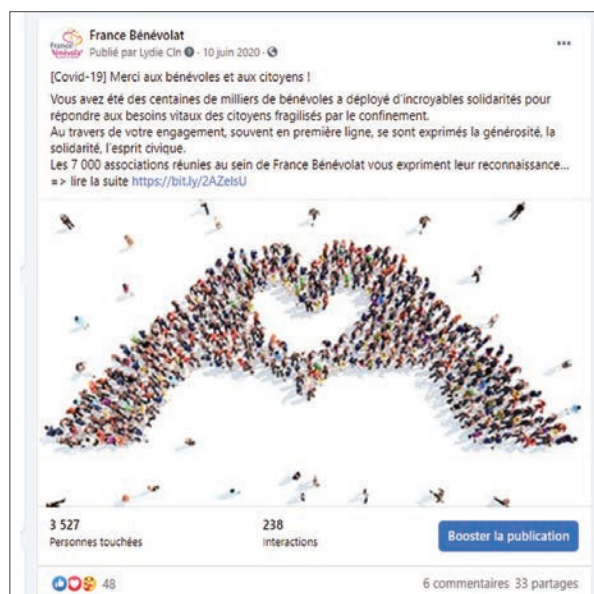 France Bénévolat
France
Bénévolat
Publié par Lydie Cln · 10 juin 2020 ·
[Covid-19] Merci aux bénévoles et aux citoyens !
Vous avez été des centaines de milliers de bénévoles a déployé d'incroyables solidarités pour
répondre aux besoins vitaux des citoyens fragilisés par le confinement.
Au travers de votre engagement, souvent en première ligne, se sont exprimés la générosité, la
solidarité, l'esprit civique.
Les 7 000 associations réunies au sein de France Bénévolat vous expriment leur reconnaissance...
=> lire la suite https://bit.ly/2AZelsU
3 527
Personnes touchées
238
Interactions
Booster la publication
48
6 commentaires 33 partages